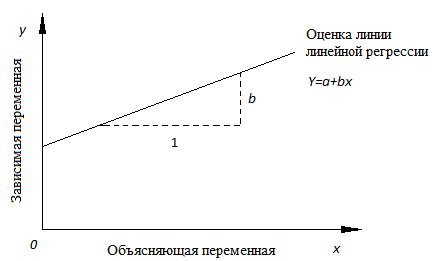 y
Оценка линии
линейной регрессии
Y=a+bx
Зависимая переменная
b
1
0
Объясняющая переменная
x